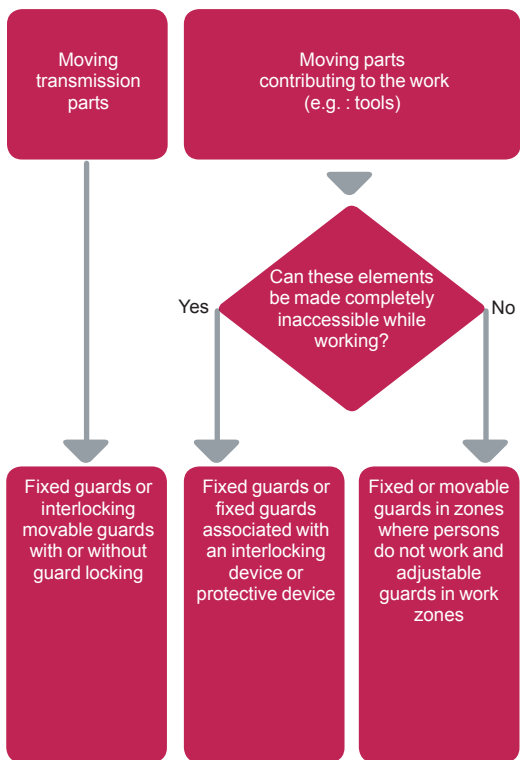 Moving
transmission
parts
Moving parts
contributing to the work
(e.g. : tools)
Can these elements
be made completely
inaccessible while
working?
Yes
No
Fixed guards or
interlocking
movable guards
with or without
guard locking
Fixed guards or
fixed guards
associated with
an interlocking
device or
protective device
Fixed or movable
guards in zones
where persons
do not work and
adjustable
guards in work
zones